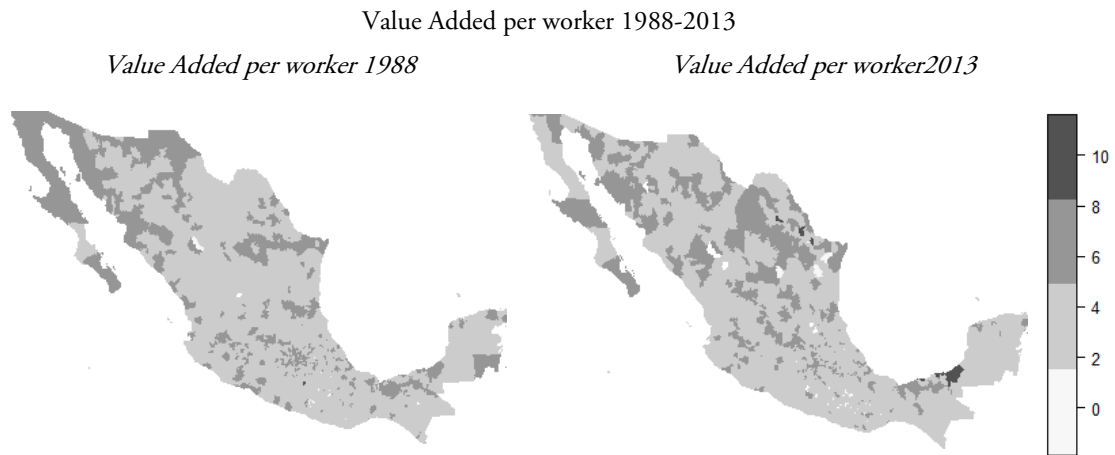 Value Added per worker 1988-2013
Value Added per worker 1988
Value Added per worker2013
10
8
6
4
2
0